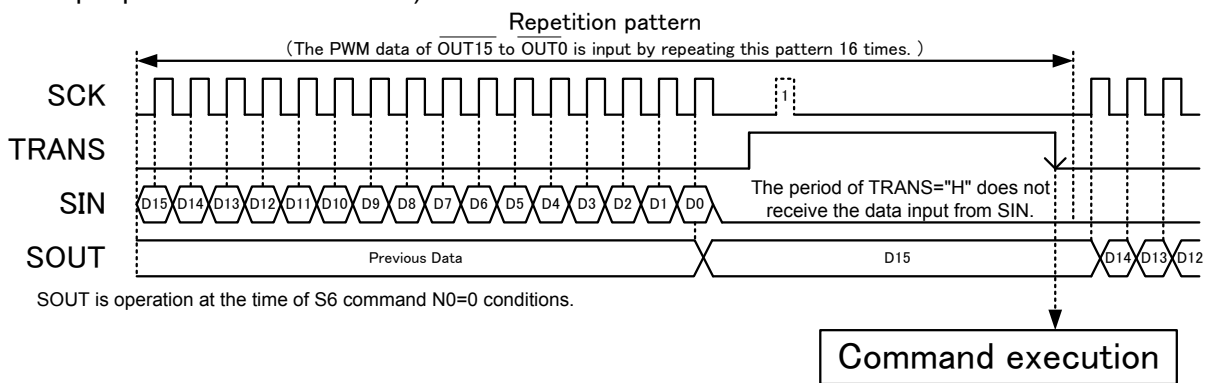 Repetition pattern
(The PWM data of OUT15 to OUT0 is input by repeating this pattern 16 times. )
SCK
1
TRANS
SIN
D15 D14 D13 D12 D11 D10 D9 D8 D7 D6 D5 D4 D3 D2 D1 D0
The period of TRANS="H" does not
receive the data input from SIN.
SOUT
Previous Data
D15
D14 D13 D12
SOUT is operation at the time of S6 command N0=0 conditions.
Command execution